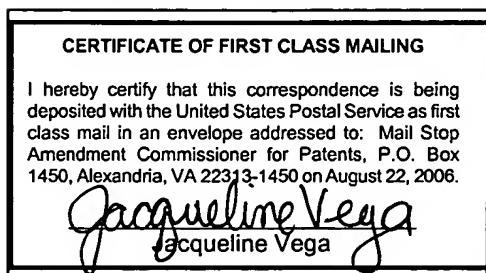 CERTIFICATE OF FIRST CLASS MAILING
I hereby certify that this correspondence is being
deposited with the United States Postal Service as first
class mail in an envelope addressed to: Mail Stop
Amendment Commissioner for Patents, P.O. Box
1450, Alexandria, VA 22313-1450 on August 22, 2006.
Jacqueline Vega
Jacqueline Vega